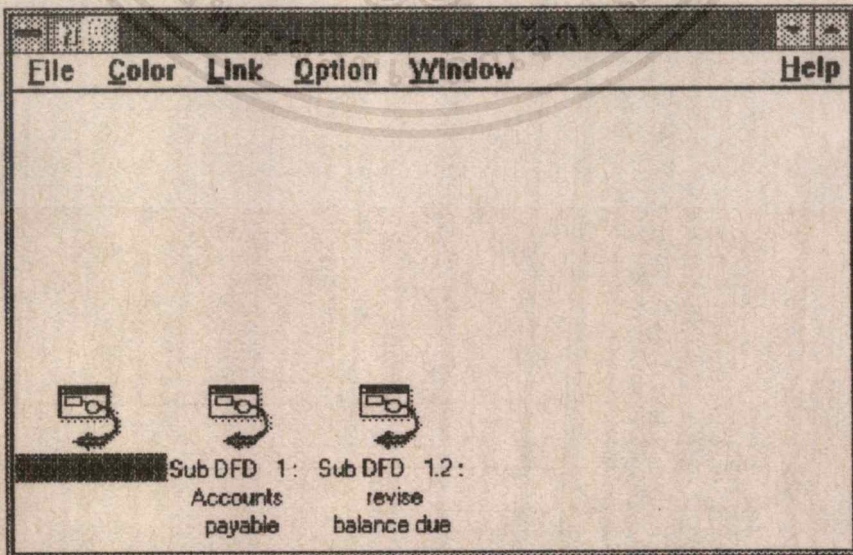 File Color Link Option Window Help
Sub DFD 1: Sub DFD 1.2:
Accounts revise
payable balance due